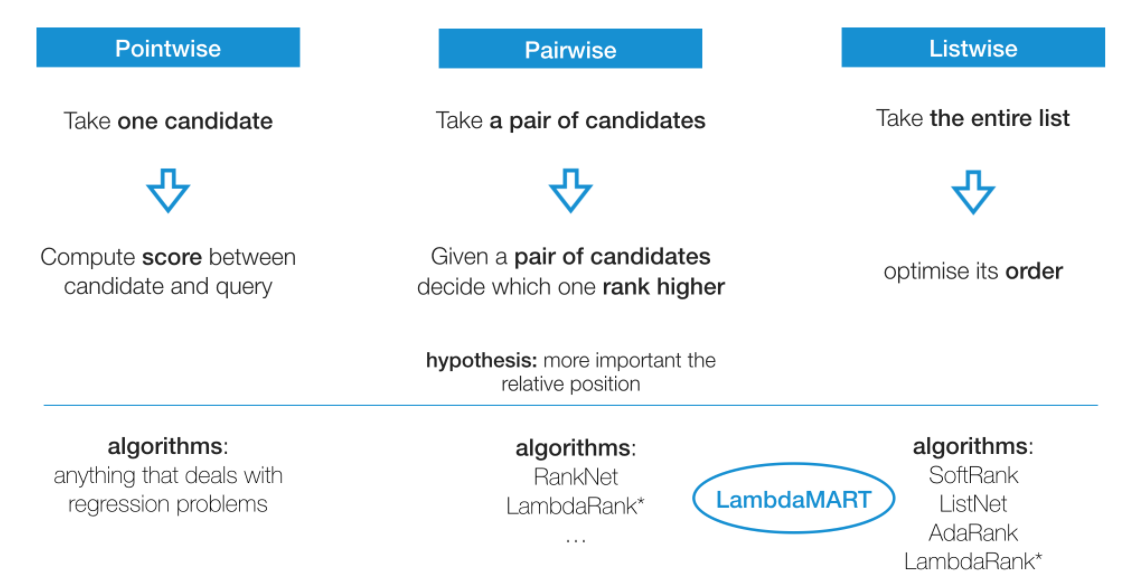 Pointwise
Take one candidate
Compute score between
candidate and query
algorithms:
anything that deals with
regression problems
Pairwise
Take a pair of candidates
Given a pair of candidates
decide which one rank higher
hypothesis: more important the
relative position
algorithms:
RankNet
LambdaRank*
...
LambdaMART
Listwise
Take the entire list
optimise its order
algorithms:
SoftRank
ListNet
AdaRank
LambdaRank*